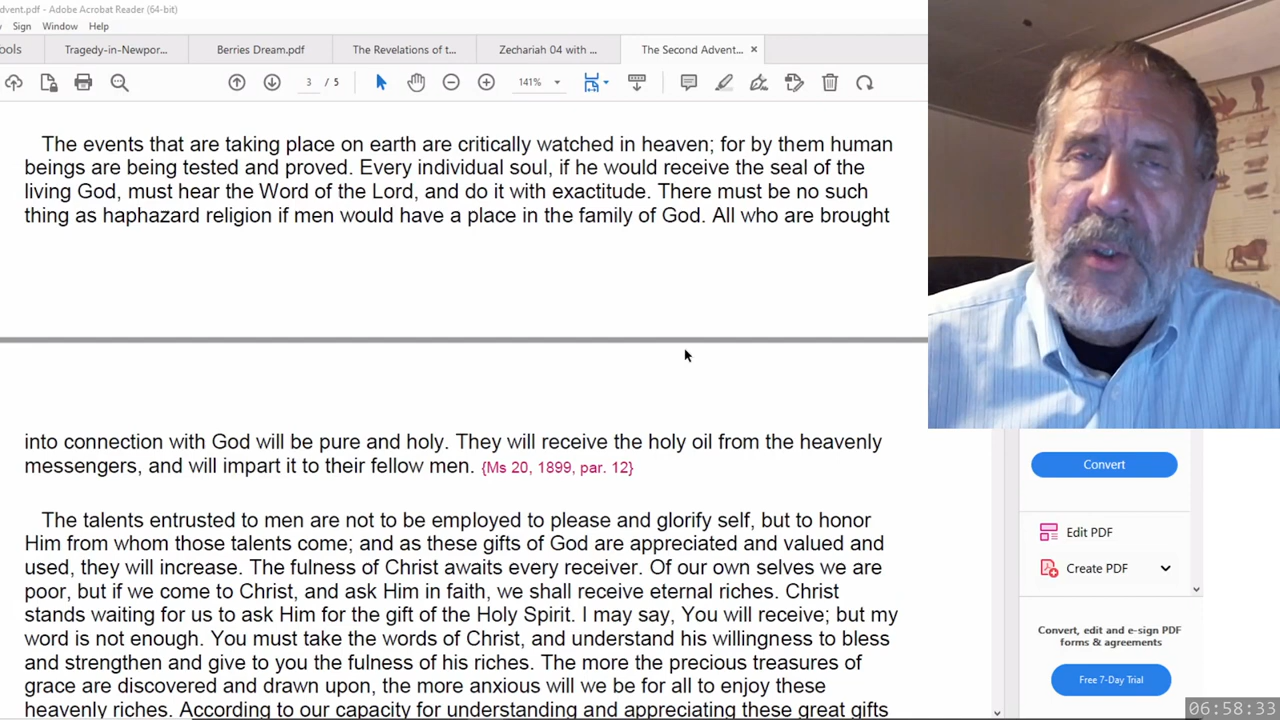 dvent.pdf - Adobe Acrobat Reader (64-bit)
Sign Window Help
ools Tragedy-in-Newpor... Berries Dream.pdf The Revelations of t... Zechariah 04 with ... The Second Advent... ×
3 / 5 141%
The events that are taking place on earth are critically watched in heaven; for by them human
beings are being tested and proved. Every individual soul, if he would receive the seal of the
living God, must hear the Word of the Lord, and do it with exactitude. There must be no such
thing as haphazard religion if men would have a place in the family of God. All who are brought
into connection with God will be pure and holy. They will receive the holy oil from the heavenly
messengers, and will impart it to their fellow men. {Ms 20, 1899, par. 12}
The talents entrusted to men are not to be employed to please and glorify self, but to honor
Him from whom those talents come; and as these gifts of God are appreciated and valued and
used, they will increase. The fulness of Christ awaits every receiver. Of our own selves we are
poor, but if we come to Christ, and ask Him in faith, we shall receive eternal riches. Christ
stands waiting for us to ask Him for the gift of the Holy Spirit. I may say, You will receive; but my
word is not enough. You must take the words of Christ, and understand his willingness to bless
and strengthen and give to you the fulness of his riches. The more the precious treasures of
grace are discovered and drawn upon, the more anxious will we be for all to enjoy these
heavenly riches. According to our capacity for understanding and appreciating these great gifts
Convert
Edit PDF
Create PDF
Convert, edit and e-sign PDF
forms & agreements
Free 7-Day Trial
06:58:33